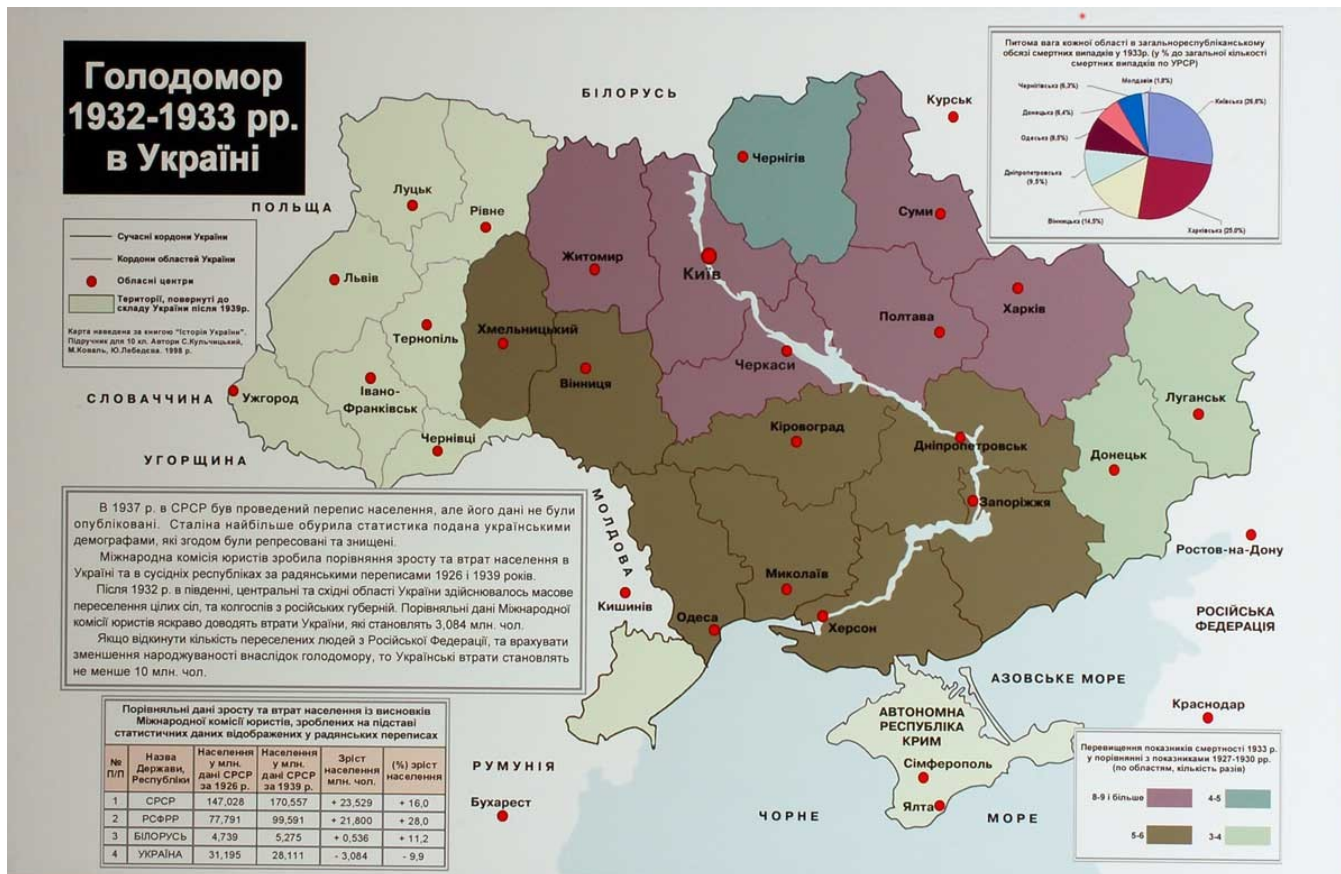 Голодомор
1932-1933 рр.
в Україні
Питома вага кожної області в загальнореспубліканському
обсязі смертних випадків у 1933р. (у % до загальної кількості
смертних випадків по УРСР)
Молдавія (1,8%)
Чернігівська (6,3%)
Київська (26,8%)
Донецька (6,4%)
Одеська (9,5%)
Дніпропетровська
(9,5%)
Вінницька (14,5%)
Харківська (25,0%)
БІЛОРУСЬ
Курськ
Чернігів
ПОЛЬЩА
Луцьк
Рівне
Суми
Сучасні кордони України
Кордони областей України
Обласні центри
Території, повернуті до
складу України після 1939р.
Карта наведена за книгою "Історія України".
Підручник для 10 кл. Автори С.Кульчицький,
М.Коваль, Ю.Лебедєва. 1998 р.
Житомир
Київ
Львів
Харків
Полтава
Тернопіль
Хмельницький
Черкаси
Вінниця
СЛОВАЧЧИНА
Ужгород
Івано-
Франківськ
Луганськ
Кіровоград
Дніпропетровськ
Чернівці
Донецьк
УГОРЩИНА
Запоріжжя
МОЛДОВА
В 1937 р. в СРСР був проведений перепис населення, але його дані не були
опубліковані. Сталіна найбільше обурила статистика подана українськими
демографами, які згодом були репресовані та знищені.
Міжнародна комісія юристів зробила порівняння зросту та втрат населення в
Україні та в сусідніх республіках за радянськими переписами 1926 і 1939 років.
Після 1932 р. в південні, центральні та східні області України здійснювалось масове
переселення цілих сіл, та колгоспів з російських губерній. Порівняльні дані Міжнародної
комісії юристів яскраво доводять втрати України, які становлять 3,084 млн. чол.
Якщо відкинути кількість переселених людей з Російської Федерації, та врахувати
зменшення народжуваності внаслідок голодомору, то Українські втрати становлять
не менше 10 млн. чол.
Ростов-на-Дону
Миколаїв
Кишинів
Одеса
Херсон
РОСІЙСЬКА
ФЕДЕРАЦІЯ
АЗОВСЬКЕ МОРЕ
Краснодар
АВТОНОМНА
РЕСПУБЛІКА
КРИМ
Сімферополь
Ялта
ЧОРНЕ МОРЕ
РУМУНІЯ
Бухарест
Порівняльні дані зросту та втрат населення із висновків
Міжнародної комісії юристів, зроблених на підставі
статистичних даних відображених у радянських переписах
№ П/П Назва Держави, Республіки Населення у млн. дані СРСР за 1926 р. Населення у млн. дані СРСР за 1939 р. Зріст населення млн. чол. (%) зріст населення
1 СРСР 147,028 170,557 + 23,529 + 16,0
2 РСФРР 77,791 99,591 + 21,800 + 28,0
3 БІЛОРУСЬ 4,739 5,275 + 0,536 + 11,2
4 УКРАЇНА 31,195 28,111 - 3,084 - 9,9
Перевищення показників смертності 1933 р.
у порівнянні з показниками 1927-1930 рр.
(по областям, кількість разів)
8-9 і більше 4-5
5-6 3-4